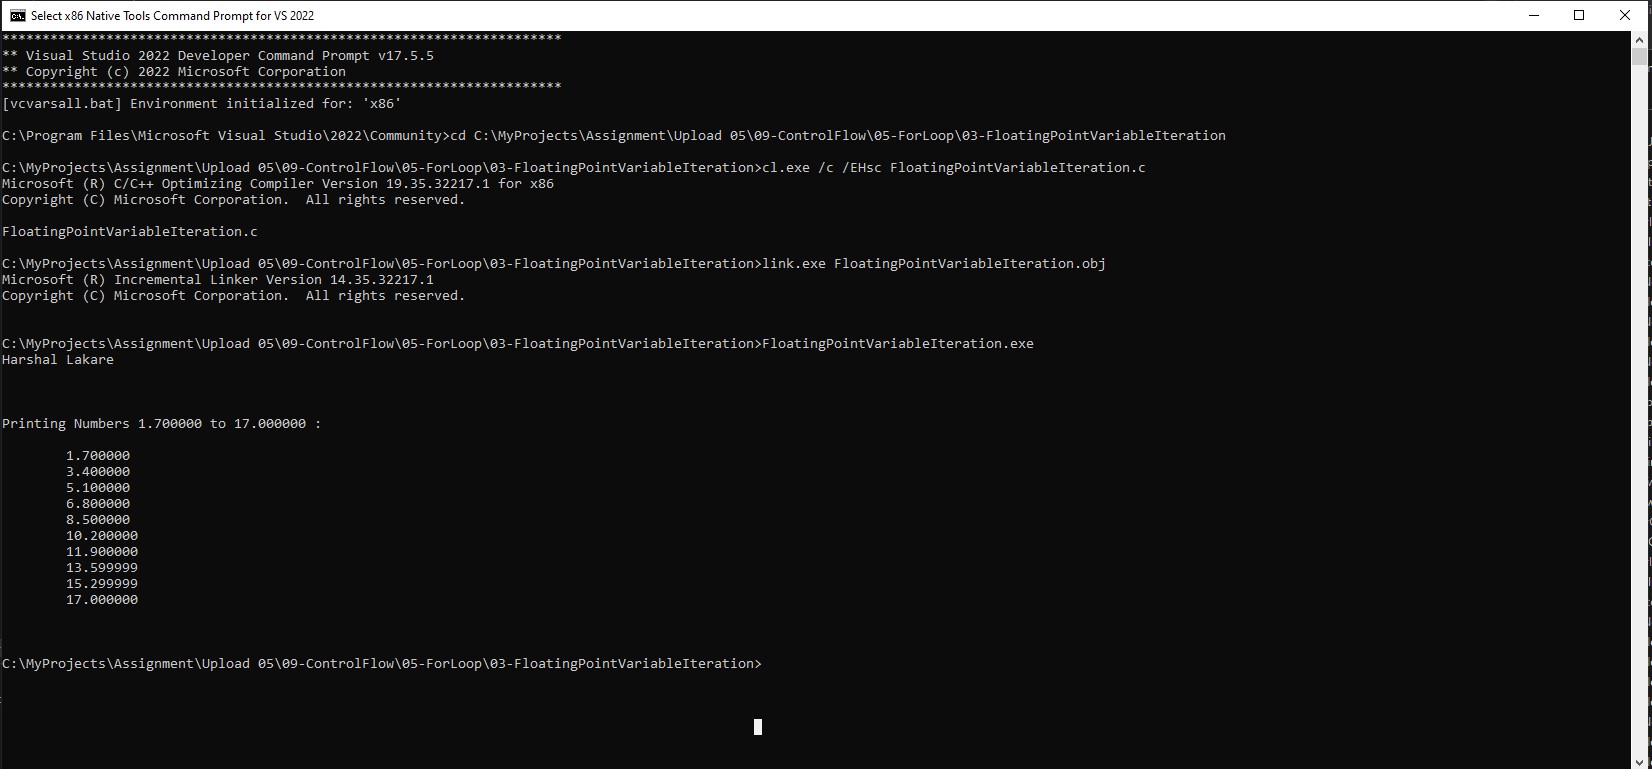 Select x86 Native Tools Command Prompt for VS 2022
**********************************************************************
** Visual Studio 2022 Developer Command Prompt v17.5.5
** Copyright (c) 2022 Microsoft Corporation
**********************************************************************
[vcvarsall.bat] Environment initialized for: 'x86'
C:\Program Files\Microsoft Visual Studio\2022\Community>cd C:\MyProjects\Assignment\Upload 05\09-ControlFlow\05-ForLoop\03-FloatingPointVariableIteration
C:\MyProjects\Assignment\Upload 05\09-ControlFlow\05-ForLoop\03-FloatingPointVariableIteration>cl.exe /c /EHsc FloatingPointVariableIteration.c
Microsoft (R) C/C++ Optimizing Compiler Version 19.35.32217.1 for x86
Copyright (C) Microsoft Corporation.  All rights reserved.
FloatingPointVariableIteration.c
C:\MyProjects\Assignment\Upload 05\09-ControlFlow\05-ForLoop\03-FloatingPointVariableIteration>link.exe FloatingPointVariableIteration.obj
Microsoft (R) Incremental Linker Version 14.35.32217.1
Copyright (C) Microsoft Corporation.  All rights reserved.
C:\MyProjects\Assignment\Upload 05\09-ControlFlow\05-ForLoop\03-FloatingPointVariableIteration>FloatingPointVariableIteration.exe
Harshal Lakare
Printing Numbers 1.700000 to 17.000000 :
1.700000
3.400000
5.100000
6.800000
8.500000
10.200000
11.900000
13.599999
15.299999
17.000000
C:\MyProjects\Assignment\Upload 05\09-ControlFlow\05-ForLoop\03-FloatingPointVariableIteration>